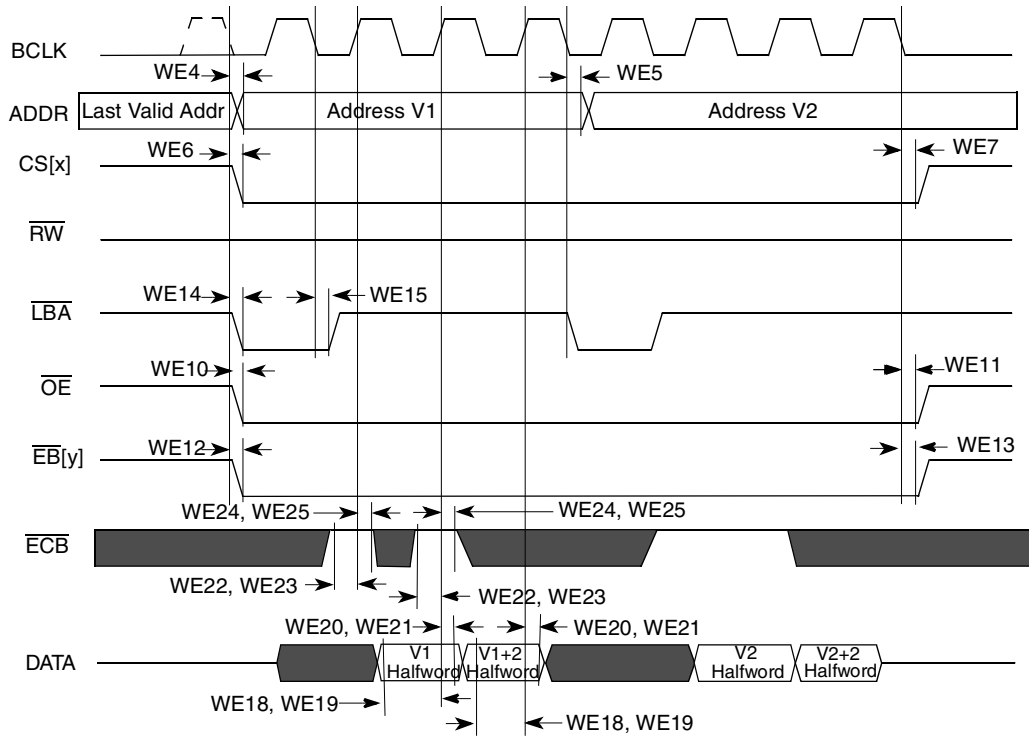 BCLK
WE4
WE5
ADDR
Last Valid Addr
Address V1
Address V2
WE6
WE7
CS[x]
RW
WE14
WE15
LBA
WE10
WE11
OE
WE12
WE13
EB[y]
WE24, WE25
WE24, WE25
ECB
WE22, WE23
WE22, WE23
WE20, WE21
WE20, WE21
DATA
V1
Halfword
V1+2
Halfword
V2
Halfword
V2+2
Halfword
WE18, WE19
WE18, WE19